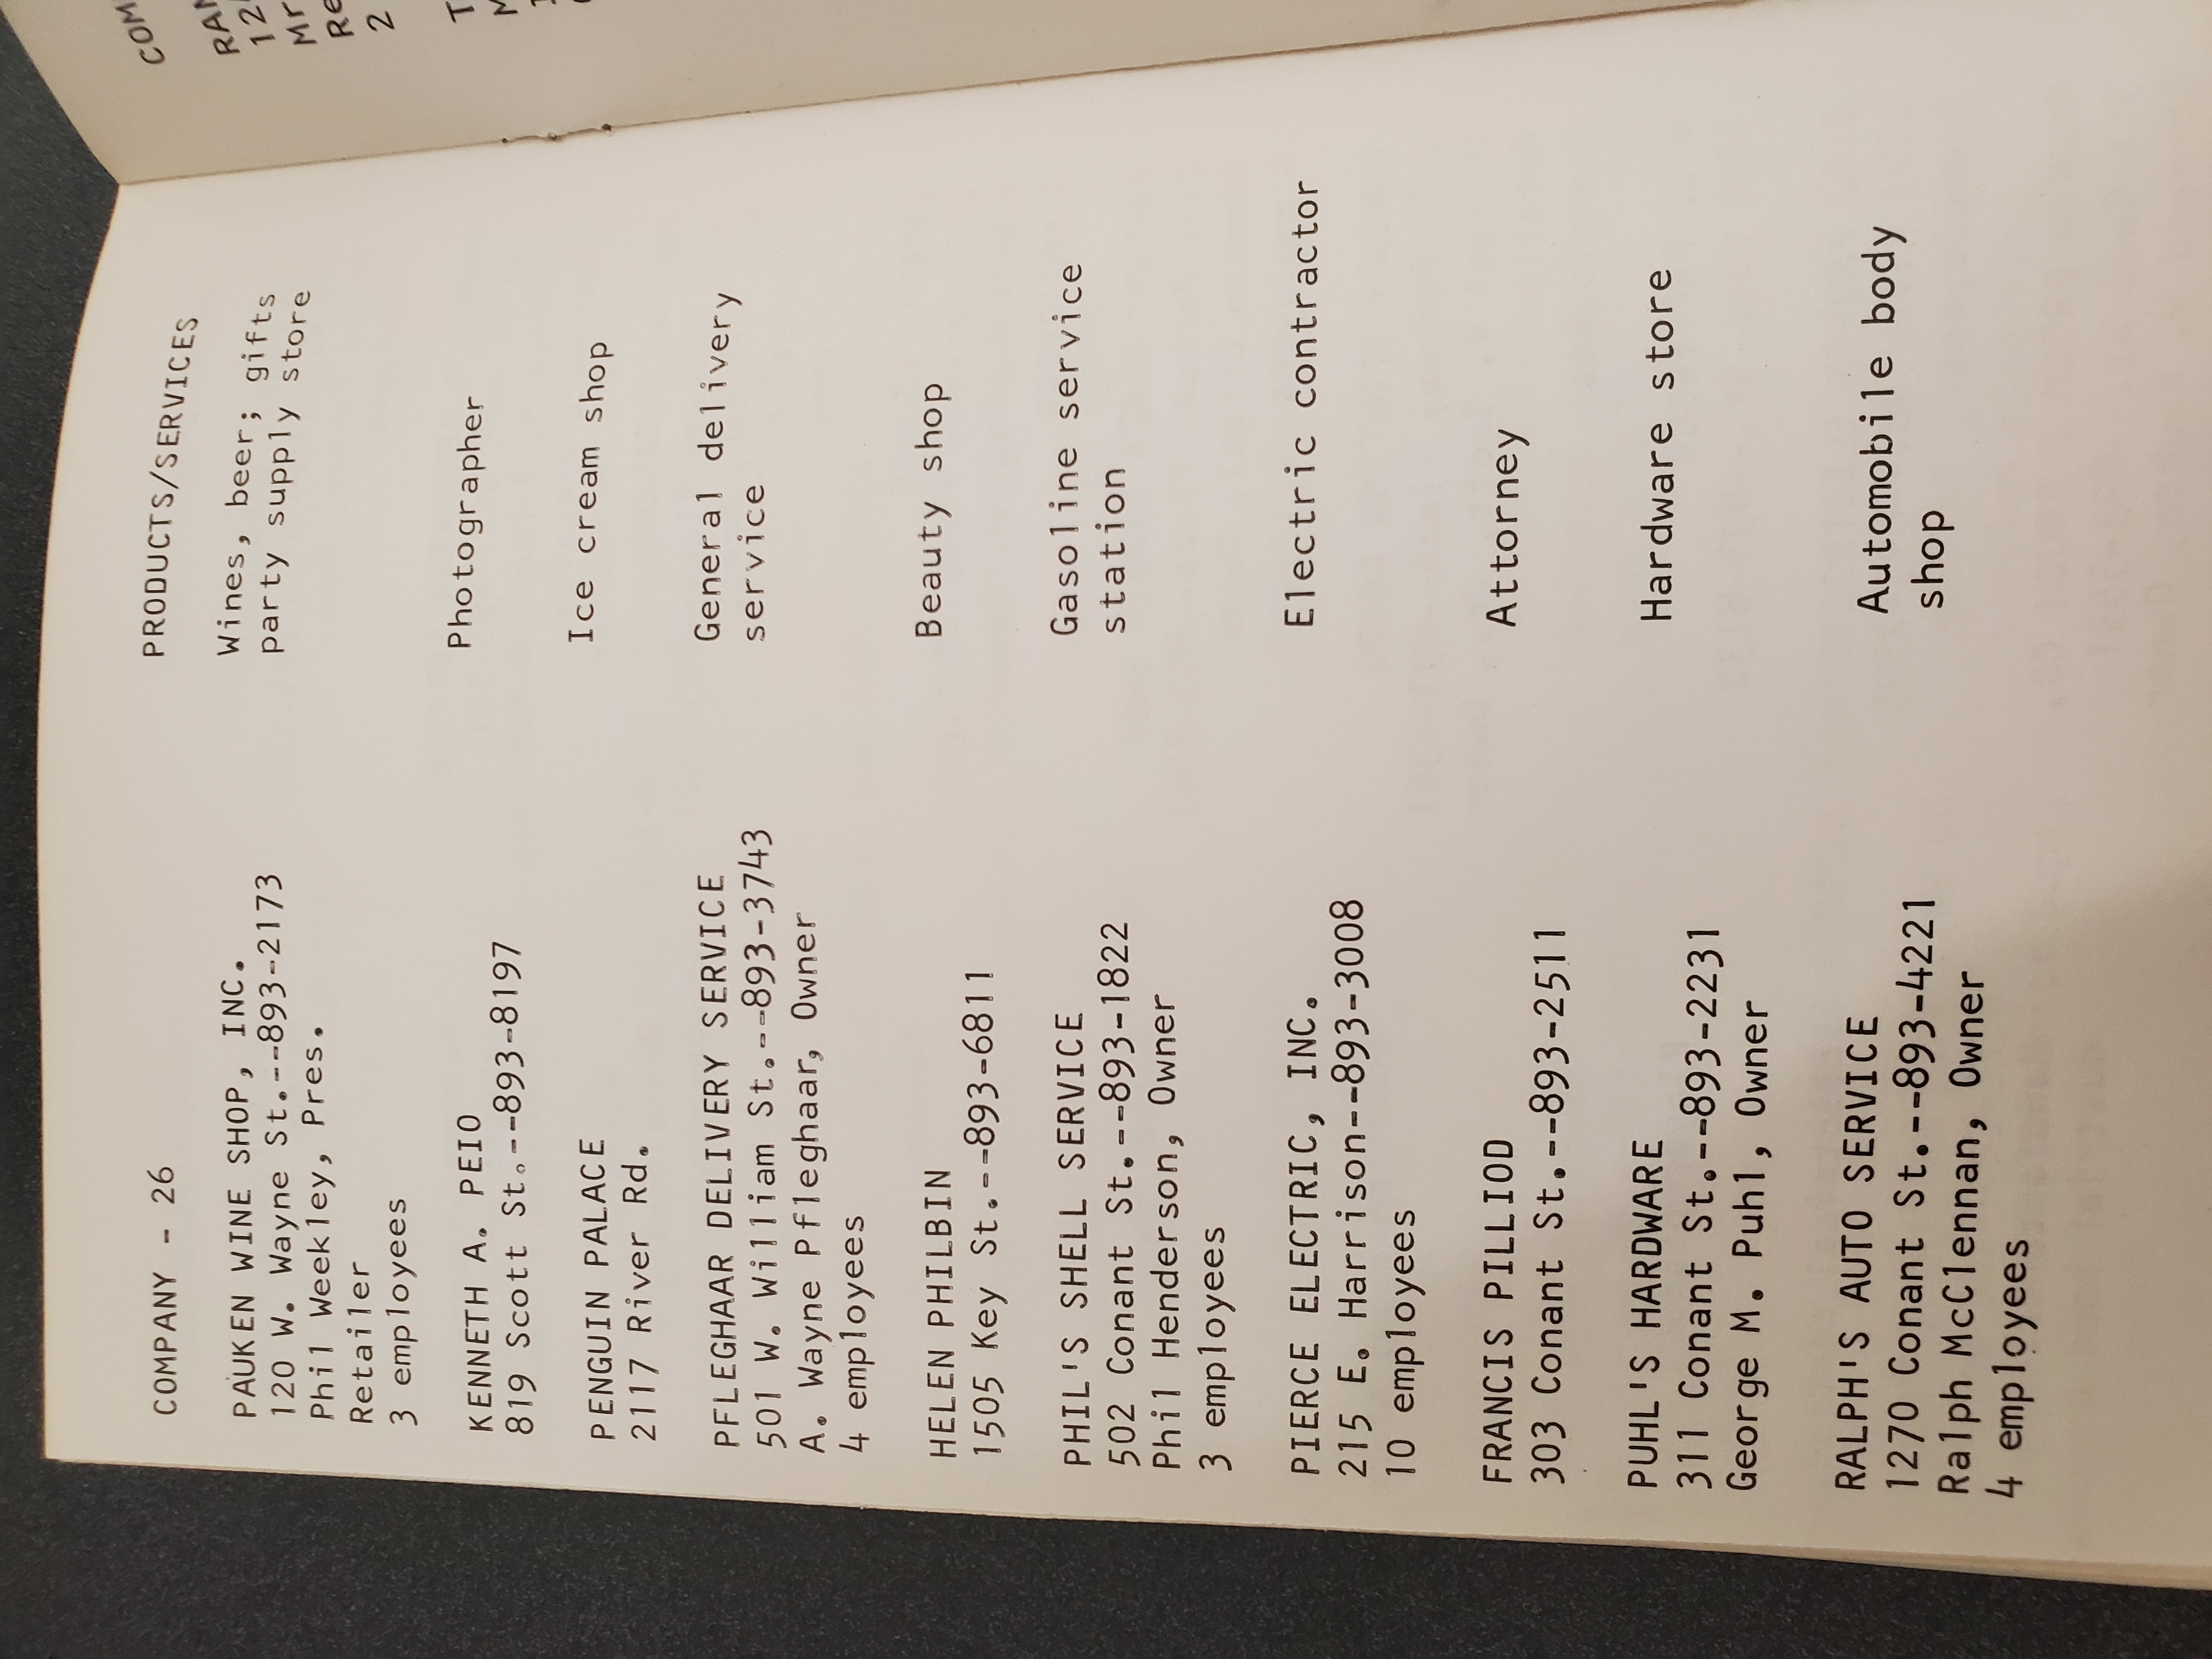 COMPANY - 26 PRODUCTS/SERVICES
PAUKEN WINE SHOP, INC. Wines, beer; gifts
120 W. Wayne St.--893-2173 party supply store
Phil Weekley, Pres.
Retailer
3 employees
KENNETH A. PEIO Photographer
819 Scott St.--893-8197
PENGUIN PALACE Ice cream shop
2117 River Rd.
PFLEGHAAR DELIVERY SERVICE General delivery
501 W. William St.--893-3743 service
A. Wayne Pfleghaar, Owner
4 employees
HELEN PHILBIN Beauty shop
1505 Key St.--893-6811
PHIL'S SHELL SERVICE Gasoline service
502 Conant St.--893-1822 station
Phil Henderson, Owner
3 employees
PIERCE ELECTRIC, INC. Electric contractor
215 E. Harrison--893-3008
10 employees
FRANCIS PILLIOD Attorney
303 Conant St.--893-2511
PUHL'S HARDWARE Hardware store
311 Conant St.--893-2231
George M. Puhl, Owner
RALPH'S AUTO SERVICE Automobile body
1270 Conant St.--893-4221 shop
Ralph McClennan, Owner
4 employees
COM
RAN
12
Mr
Re
2
T
M